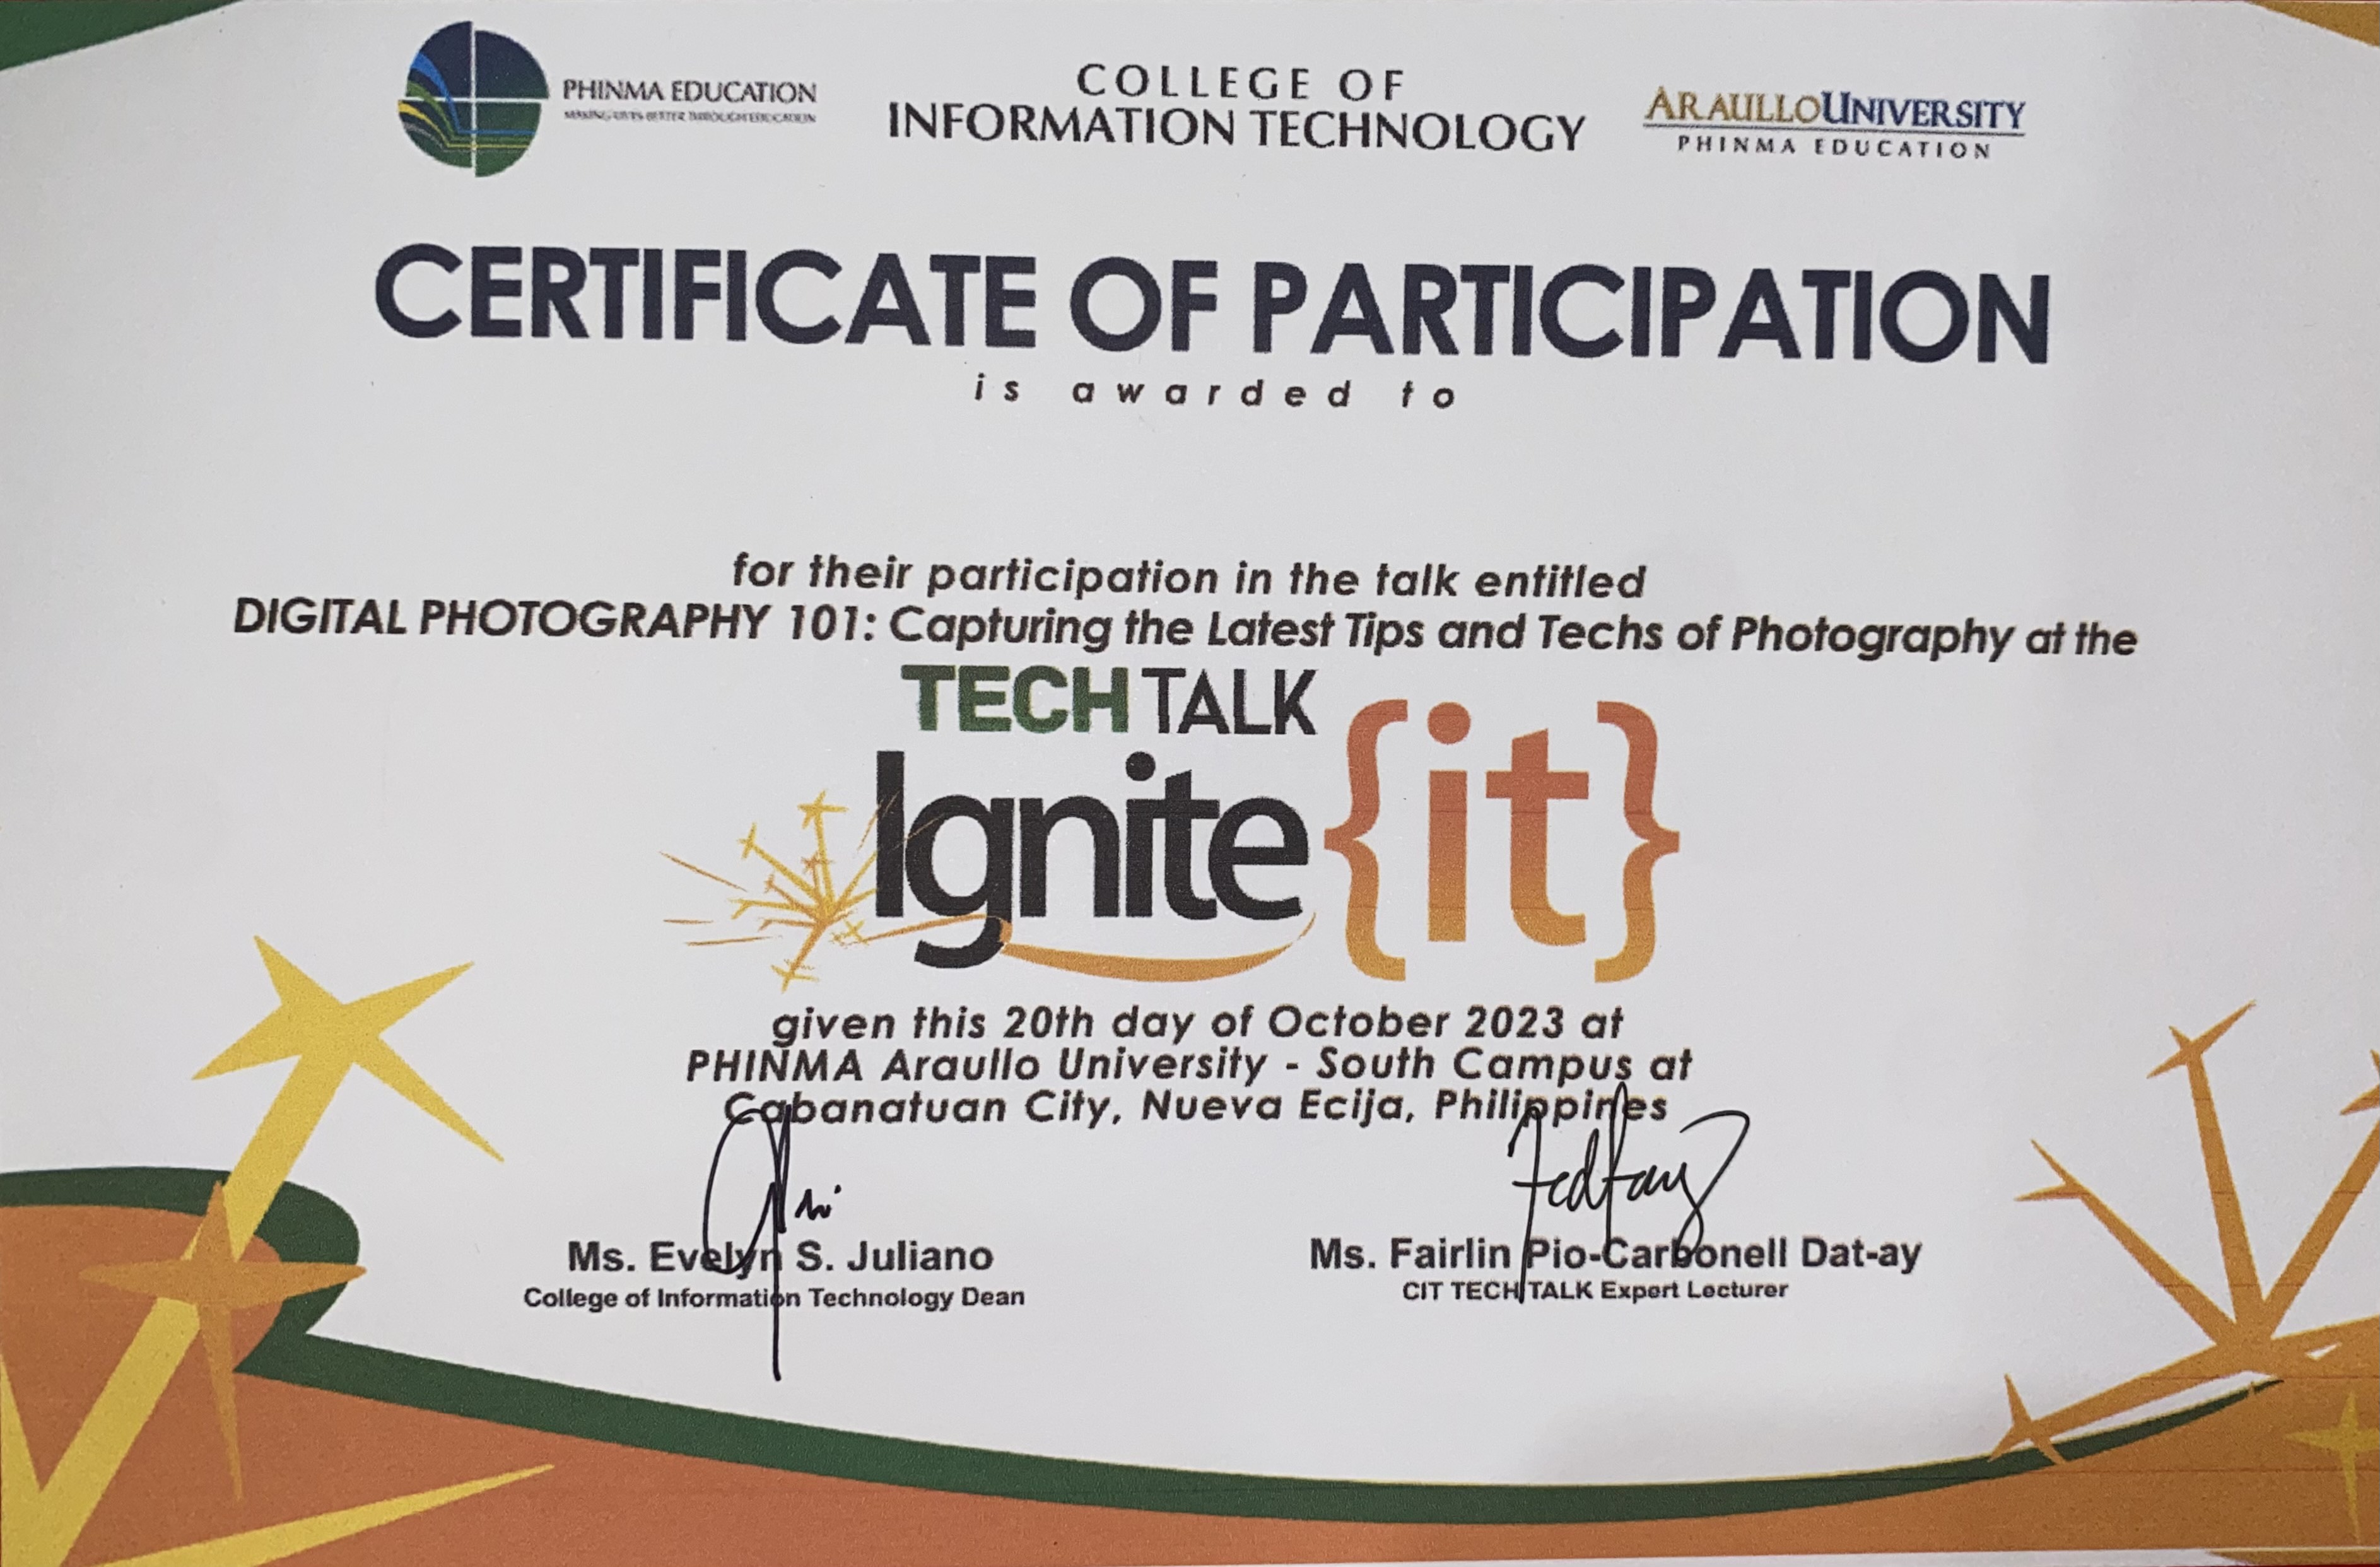 PHINMA EDUCATION
MAKING LIVES BETTER THROUGH EDUCATION
COLLEGE OF
INFORMATION TECHNOLOGY
ARAULLO UNIVERSITY
PHINMA EDUCATION
CERTIFICATE OF PARTICIPATION
is awarded to
for their participation in the talk entitled
DIGITAL PHOTOGRAPHY 101: Capturing the Latest Tips and Techs of Photography at the
TECH TALK
Ignite {it}
given this 20th day of October 2023 at
PHINMA Araullo University - South Campus at
Cabanatuan City, Nueva Ecija, Philippines
Ms. Evelyn S. Juliano
College of Information Technology Dean
Ms. Fairlin Pio-Carbonell Dat-ay
CIT TECH TALK Expert Lecturer